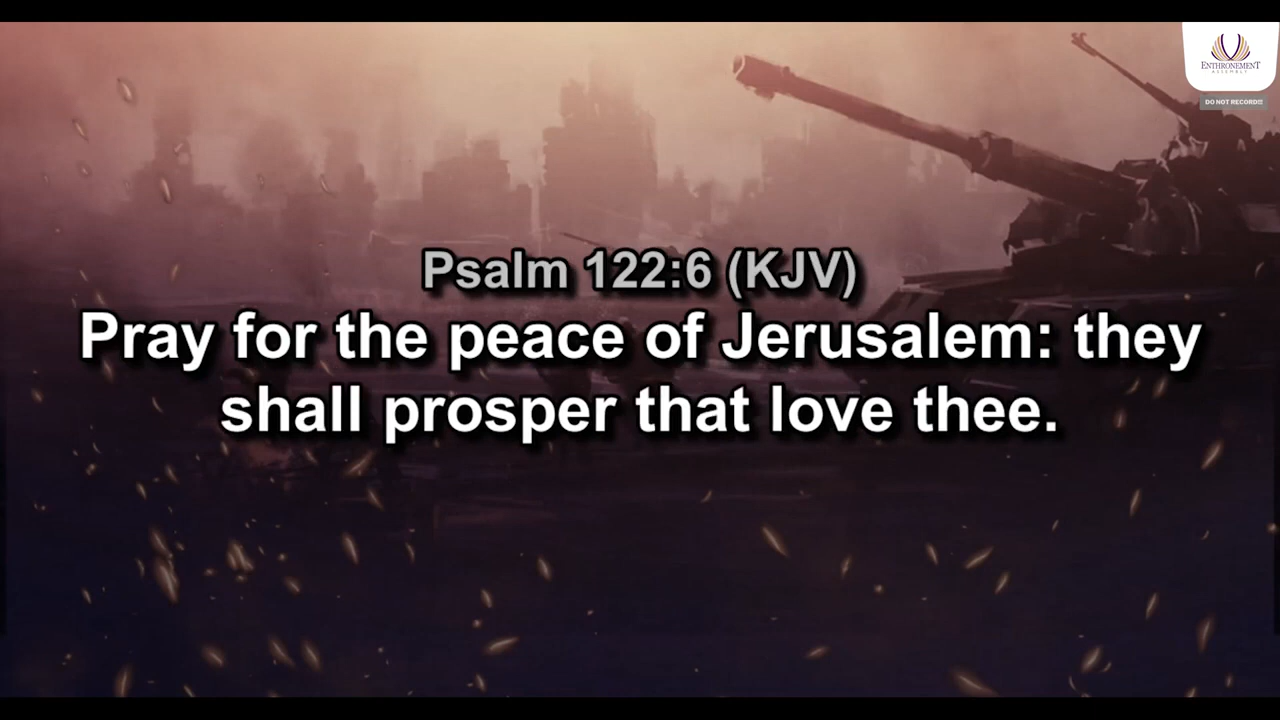 ENTHRONEMENT
ASSEMBLY
DO NOT RECORD!!!
Psalm 122:6 (KJV)
Pray for the peace of Jerusalem: they
shall prosper that love thee.